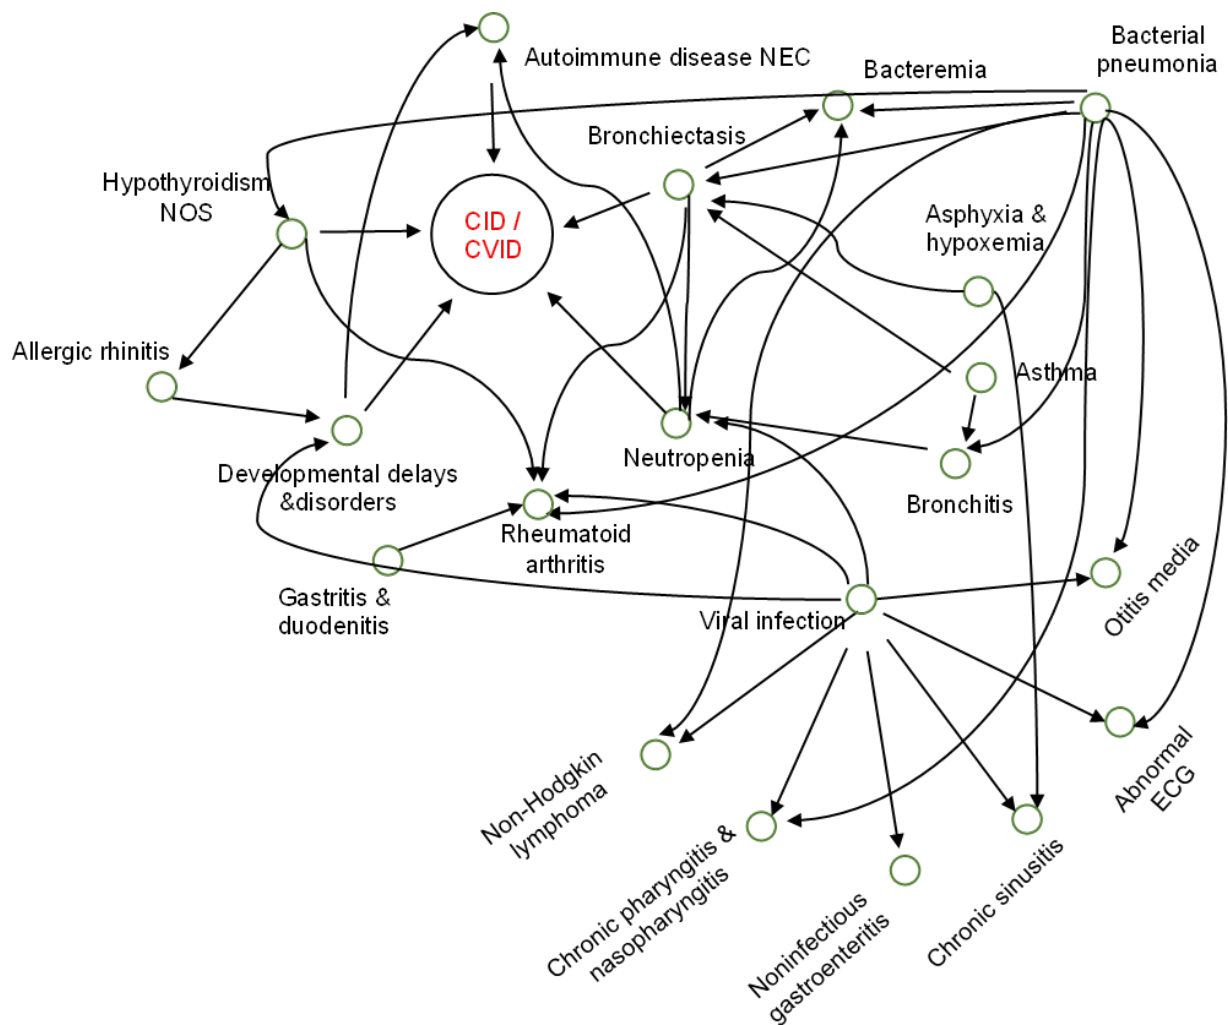 Autoimmune disease NEC
Bacteremia
Bacterial
pneumonia
Bronchiectasis
Hypothyroidism
NOS
CID /
CVID
Asphyxia &
hypoxemia
Allergic rhinitis
Asthma
Developmental delays
&disorders
Neutropenia
Bronchitis
Rheumatoid
arthritis
Gastritis &
duodenitis
Viral infection
Otitis media
Non-Hodgkin
lymphoma
Abnormal
ECG
Chronic pharyngitis &
nasopharyngitis
Noninfectious
gastroenteritis
Chronic sinusitis